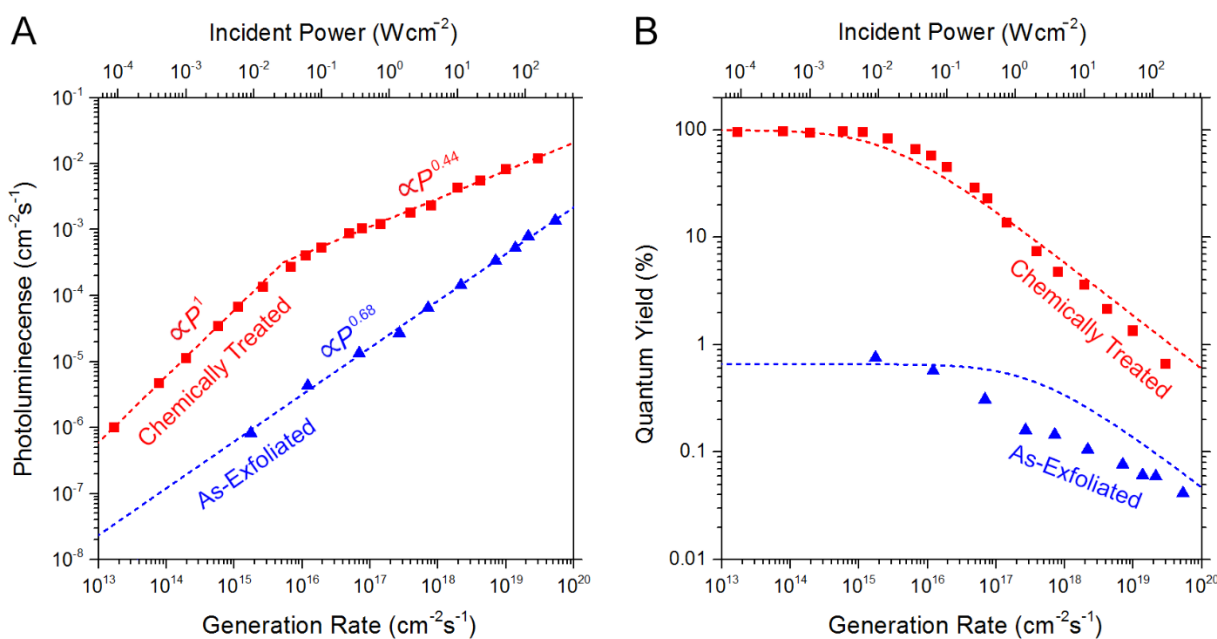 A
Incident Power (Wcm⁻²)
10⁻⁴ 10⁻³ 10⁻² 10⁻¹ 10⁰ 10¹ 10²
10⁻¹
10⁻²
10⁻³
10⁻⁴
10⁻⁵
10⁻⁶
10⁻⁷
10⁻⁸
Photoluminecense (cm⁻²s⁻¹)
∝P⁰·⁴⁴
∝P¹
Chemically Treated
∝P⁰·⁶⁸
As-Exfoliated
10¹³ 10¹⁴ 10¹⁵ 10¹⁶ 10¹⁷ 10¹⁸ 10¹⁹ 10²⁰
Generation Rate (cm⁻²s⁻¹)
B
Incident Power (Wcm⁻²)
10⁻⁴ 10⁻³ 10⁻² 10⁻¹ 10⁰ 10¹ 10²
100
10
1
0.1
0.01
Quantum Yield (%)
Chemically Treated
As-Exfoliated
10¹³ 10¹⁴ 10¹⁵ 10¹⁶ 10¹⁷ 10¹⁸ 10¹⁹ 10²⁰
Generation Rate (cm⁻²s⁻¹)